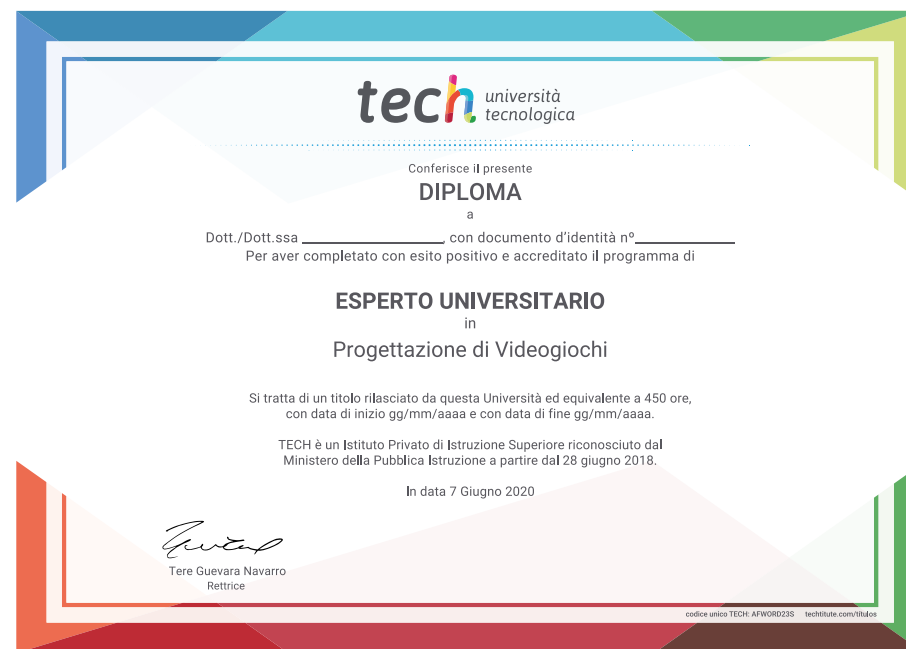 tech università
tecnologica
Conferisce il presente
DIPLOMA
a
Dott./Dott.ssa ____________________, con documento d'identità nº______________
Per aver completato con esito positivo e accreditato il programma di
ESPERTO UNIVERSITARIO
in
Progettazione di Videogiochi
Si tratta di un titolo rilasciato da questa Università ed equivalente a 450 ore,
con data di inizio gg/mm/aaaa e con data di fine gg/mm/aaaa.
TECH è un Istituto Privato di Istruzione Superiore riconosciuto dal
Ministero della Pubblica Istruzione a partire dal 28 giugno 2018.
In data 7 Giugno 2020
Tere Guevara Navarro
Rettrice
codice unico TECH: AFWORD23S techtitute.com/títulos